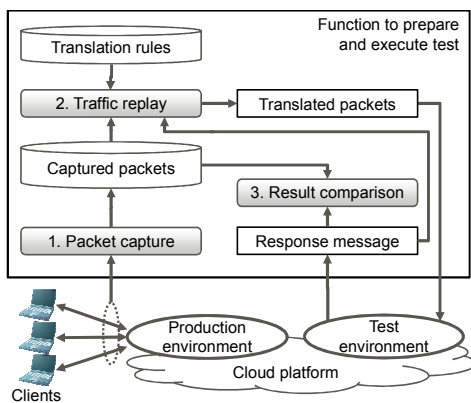 Function to prepare
and execute test
Translation rules
2. Traffic replay
Translated packets
Captured packets
3. Result comparison
1. Packet capture
Response message
Production
environment
Test
environment
Cloud platform
Clients